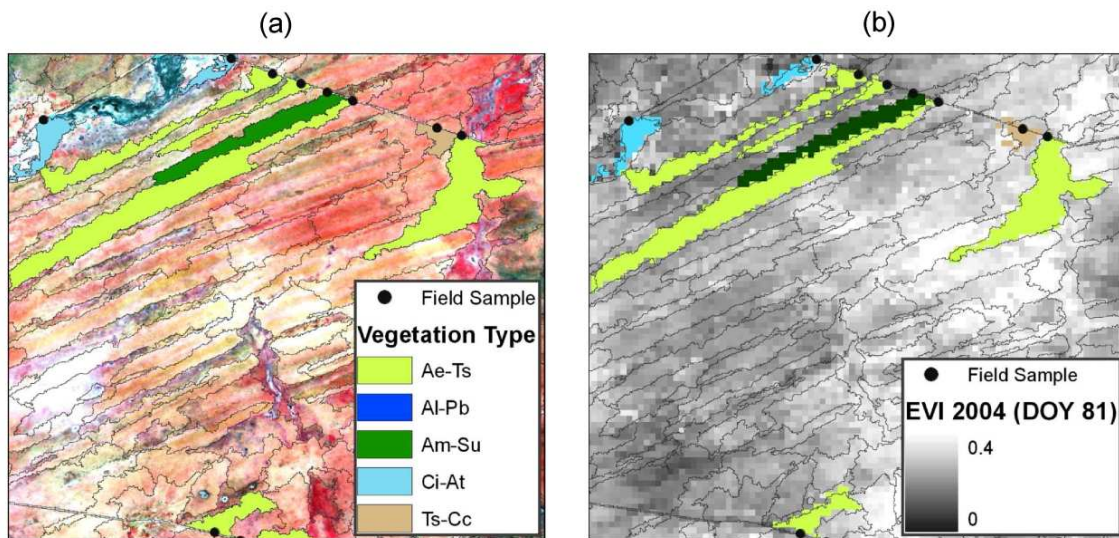 (a)
(b)
Field Sample
Vegetation Type
Ae-Ts
Al-Pb
Am-Su
Ci-At
Ts-Cc
Field Sample
EVI 2004 (DOY 81)
0.4
0